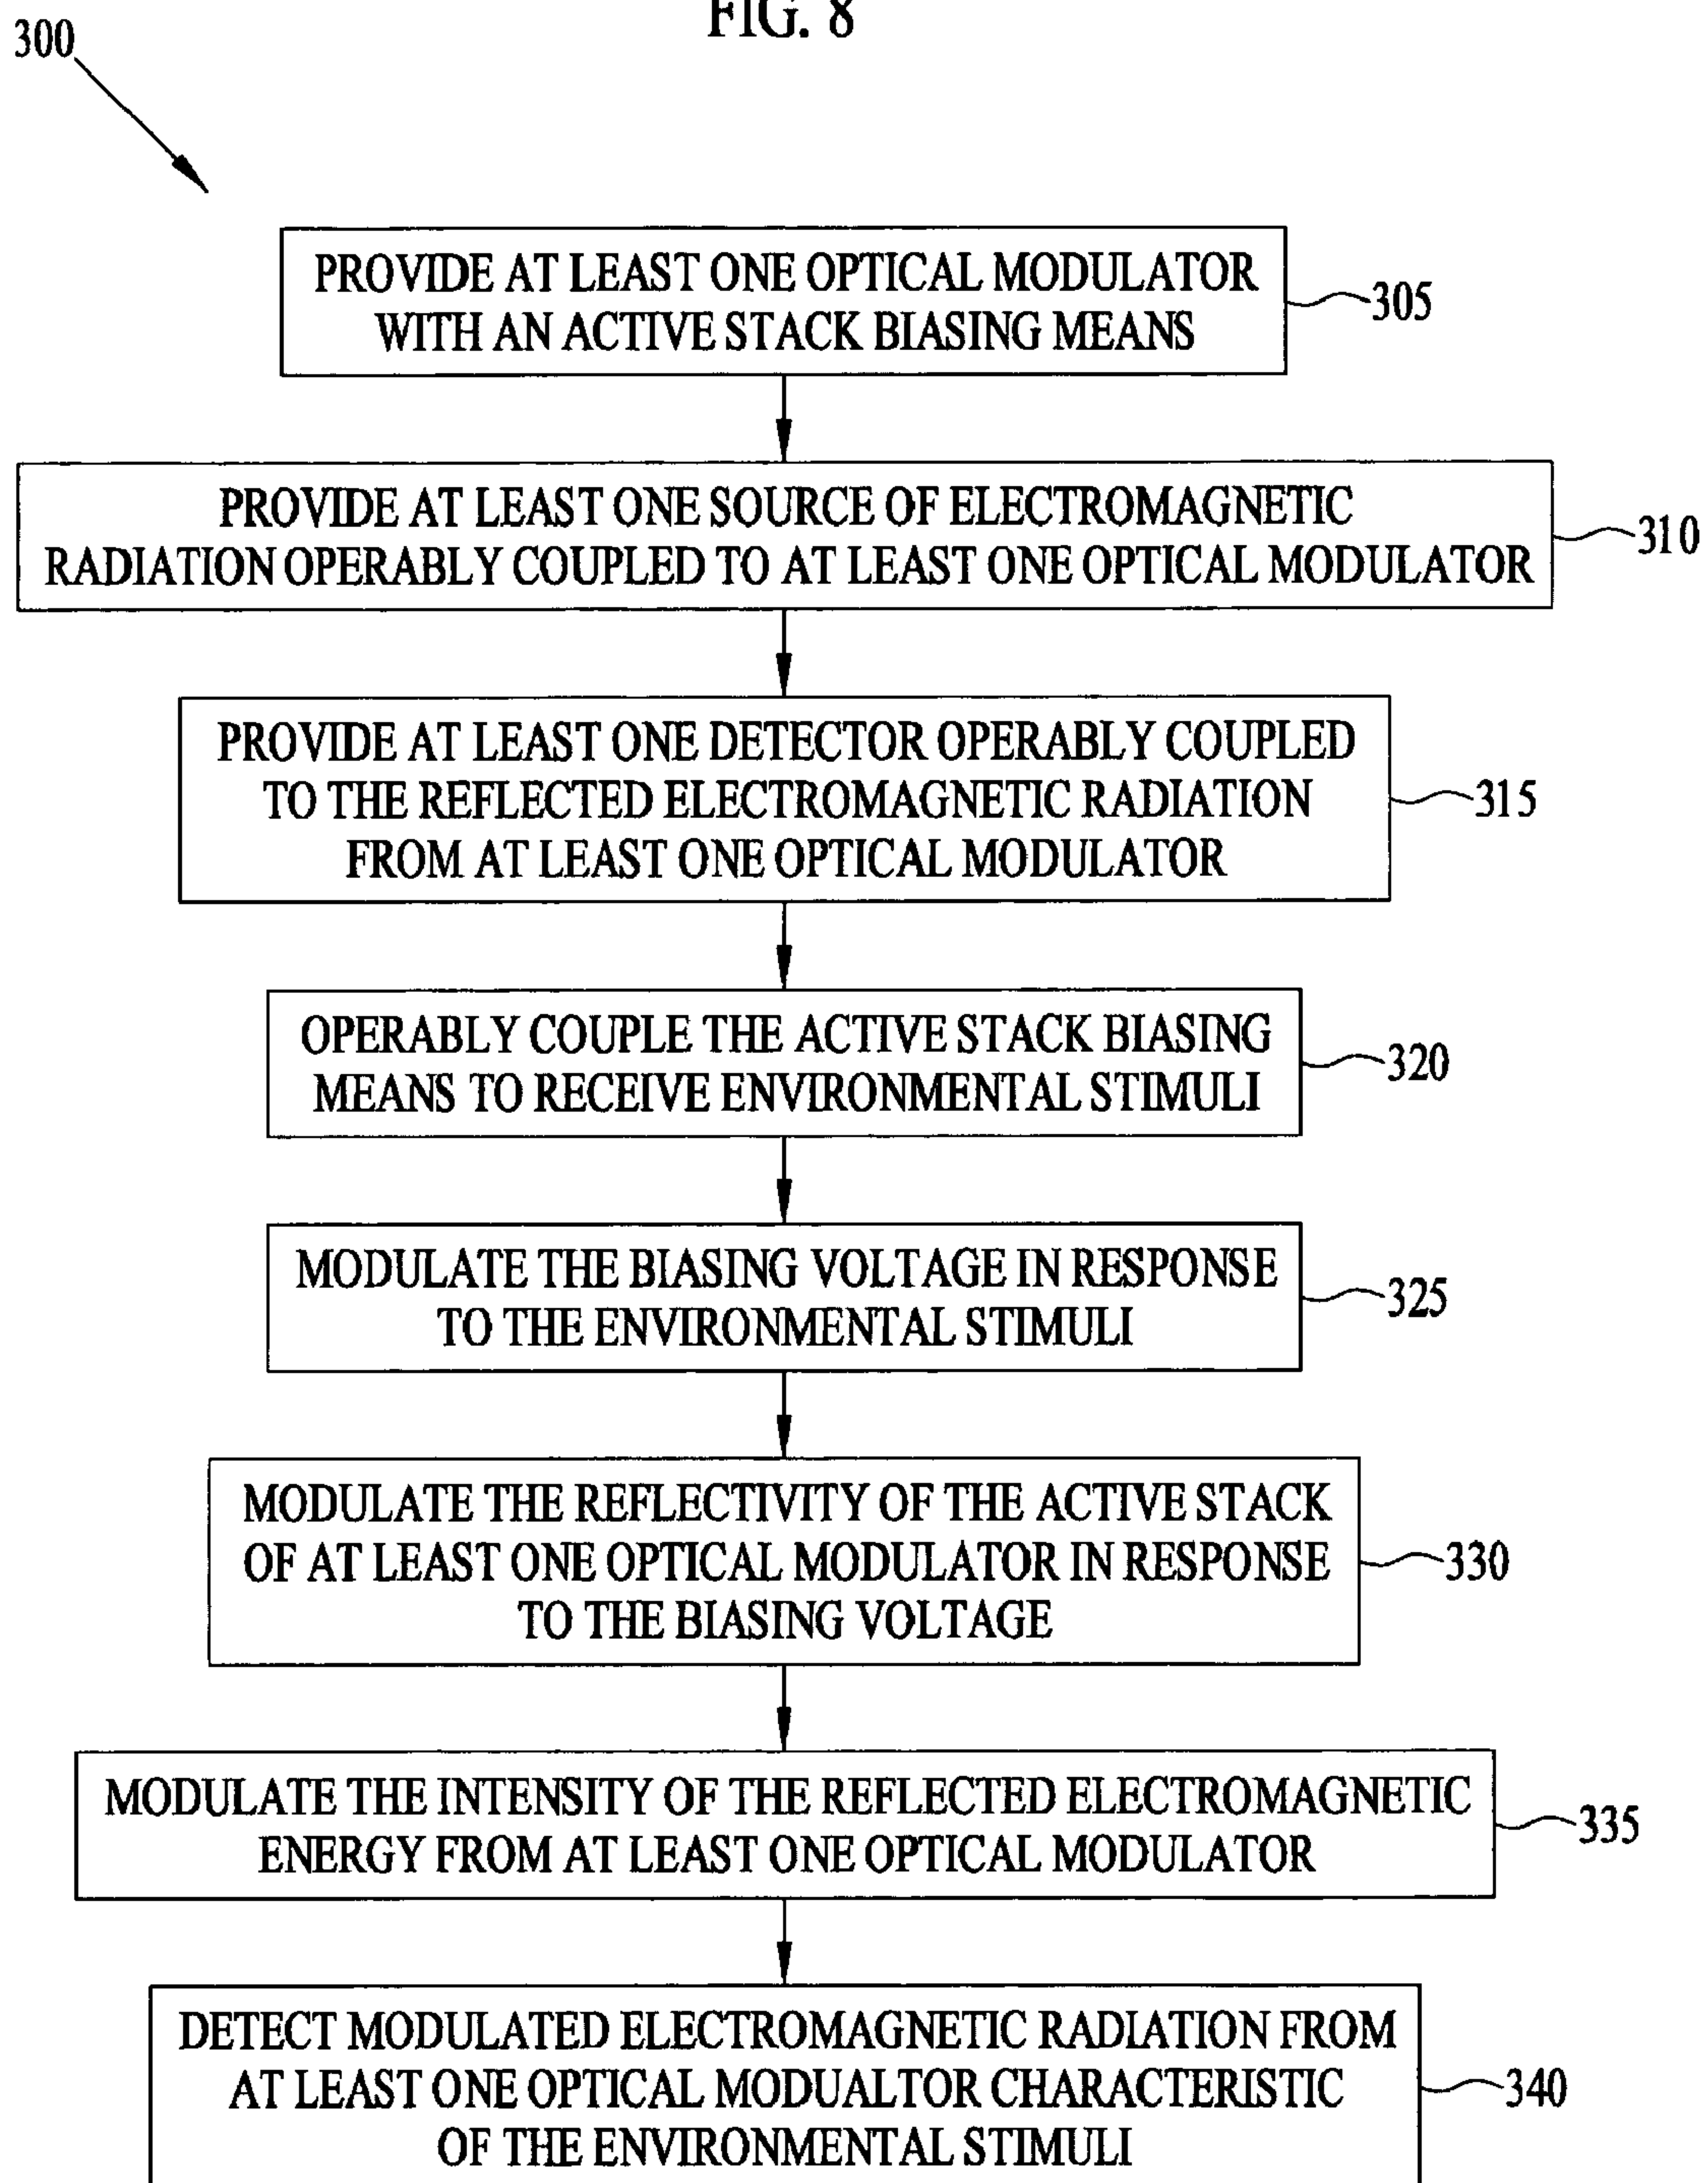 FIG. 8
300
PROVIDE AT LEAST ONE OPTICAL MODULATOR
WITH AN ACTIVE STACK BIASING MEANS
305
PROVIDE AT LEAST ONE SOURCE OF ELECTROMAGNETIC
RADIATION OPERABLY COUPLED TO AT LEAST ONE OPTICAL MODULATOR
310
PROVIDE AT LEAST ONE DETECTOR OPERABLY COUPLED
TO THE REFLECTED ELECTROMAGNETIC RADIATION
FROM AT LEAST ONE OPTICAL MODULATOR
315
OPERABLY COUPLE THE ACTIVE STACK BIASING
MEANS TO RECEIVE ENVIRONMENTAL STIMULI
320
MODULATE THE BIASING VOLTAGE IN RESPONSE
TO THE ENVIRONMENTAL STIMULI
325
MODULATE THE REFLECTIVITY OF THE ACTIVE STACK
OF AT LEAST ONE OPTICAL MODULATOR IN RESPONSE
TO THE BIASING VOLTAGE
330
MODULATE THE INTENSITY OF THE REFLECTED ELECTROMAGNETIC
ENERGY FROM AT LEAST ONE OPTICAL MODULATOR
335
DETECT MODULATED ELECTROMAGNETIC RADIATION FROM
AT LEAST ONE OPTICAL MODUALTOR CHARACTERISTIC
OF THE ENVIRONMENTAL STIMULI
340